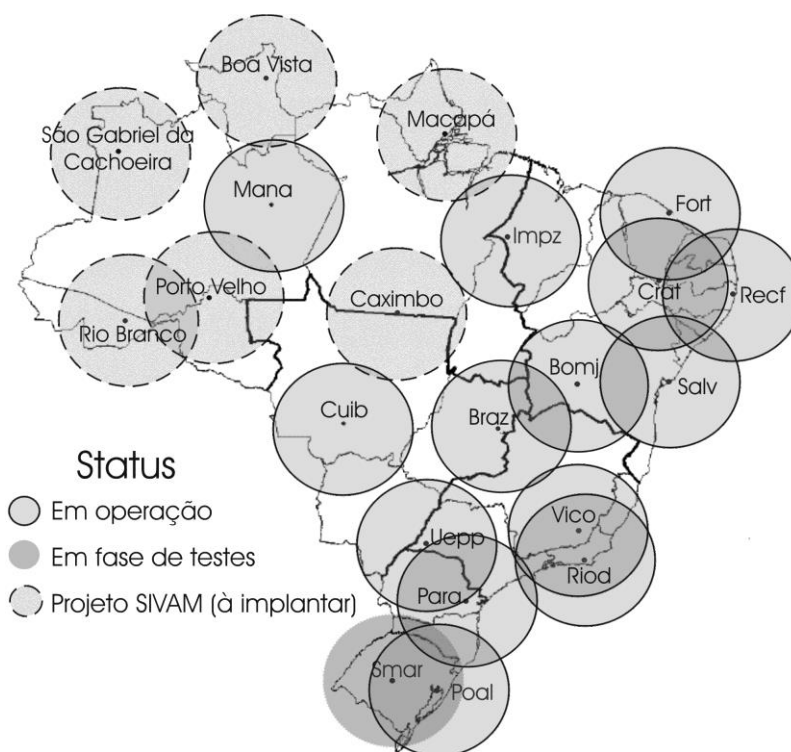 Boa Vista
Macapá
São Gabriel da
Cachoeira
Mana
Fort
Impz
Porto Velho
Crat
Recf
Caximbo
Rio Branco
Bomj
Salv
Cuib
Braz
Status
Em operação
Em fase de testes
Projeto SIVAM (à implantar)
Vico
Uepp
Riod
Para
Smar
Poal